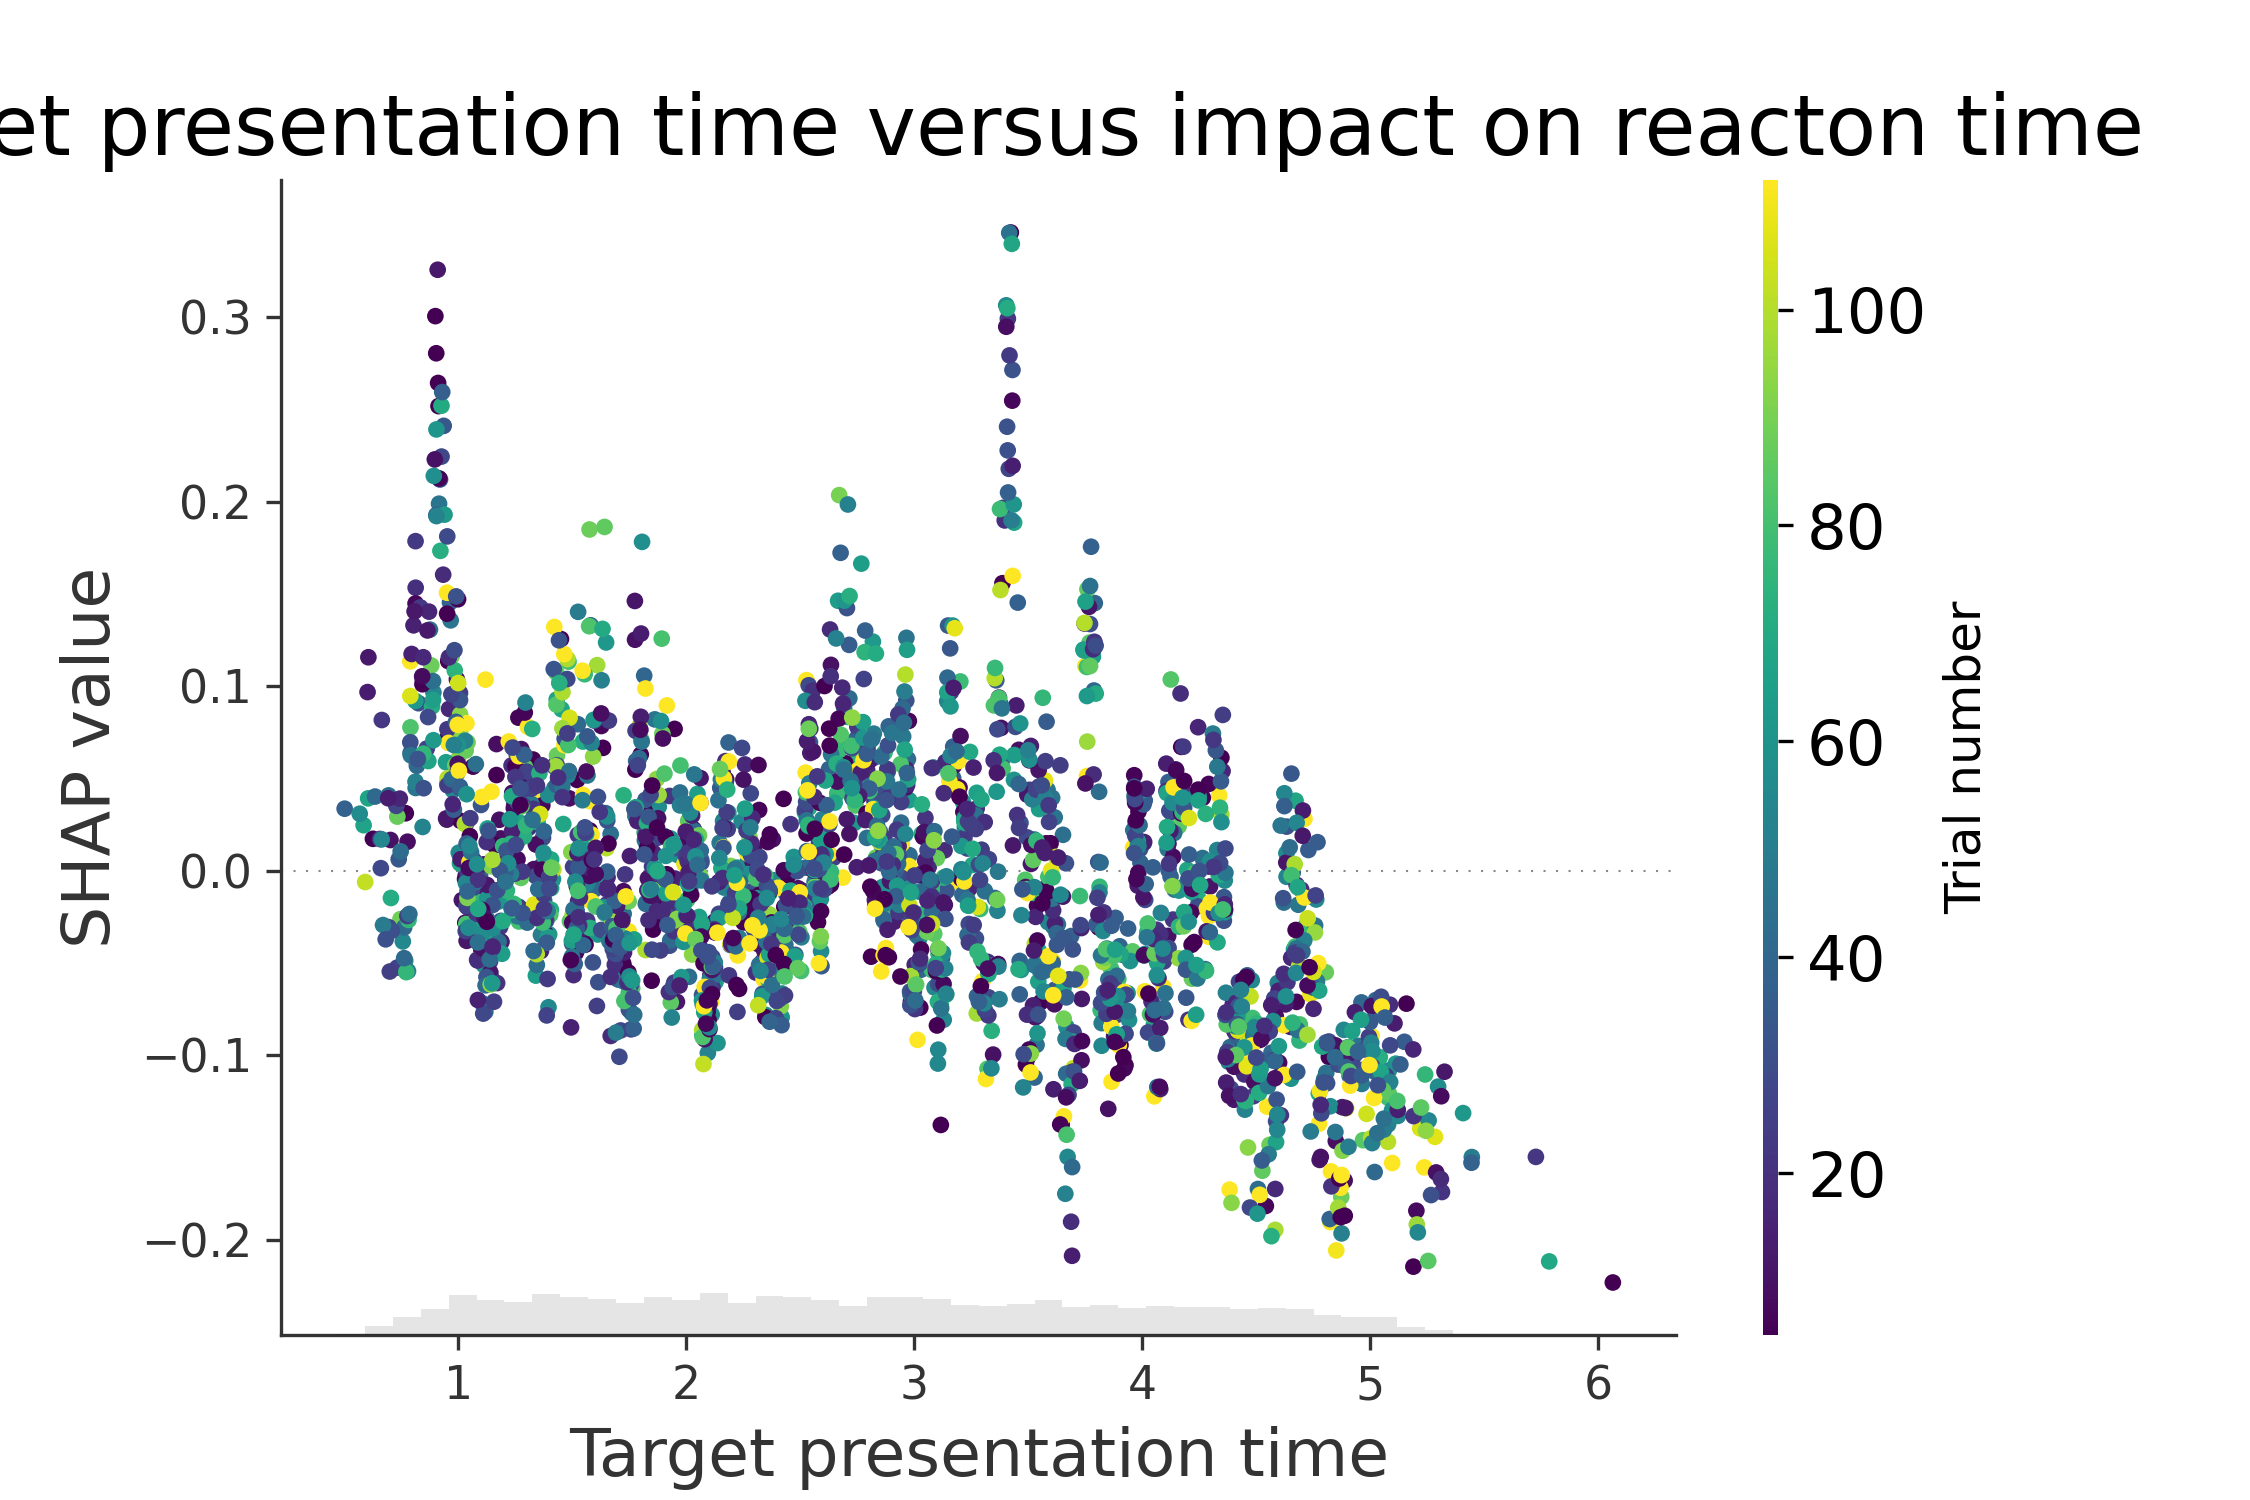 et presentation time versus impact on reacton time
SHAP value
0.3
0.2
0.1
0.0
−0.1
−0.2
1 2 3 4 5 6
Target presentation time
100
80
60
40
20
Trial number